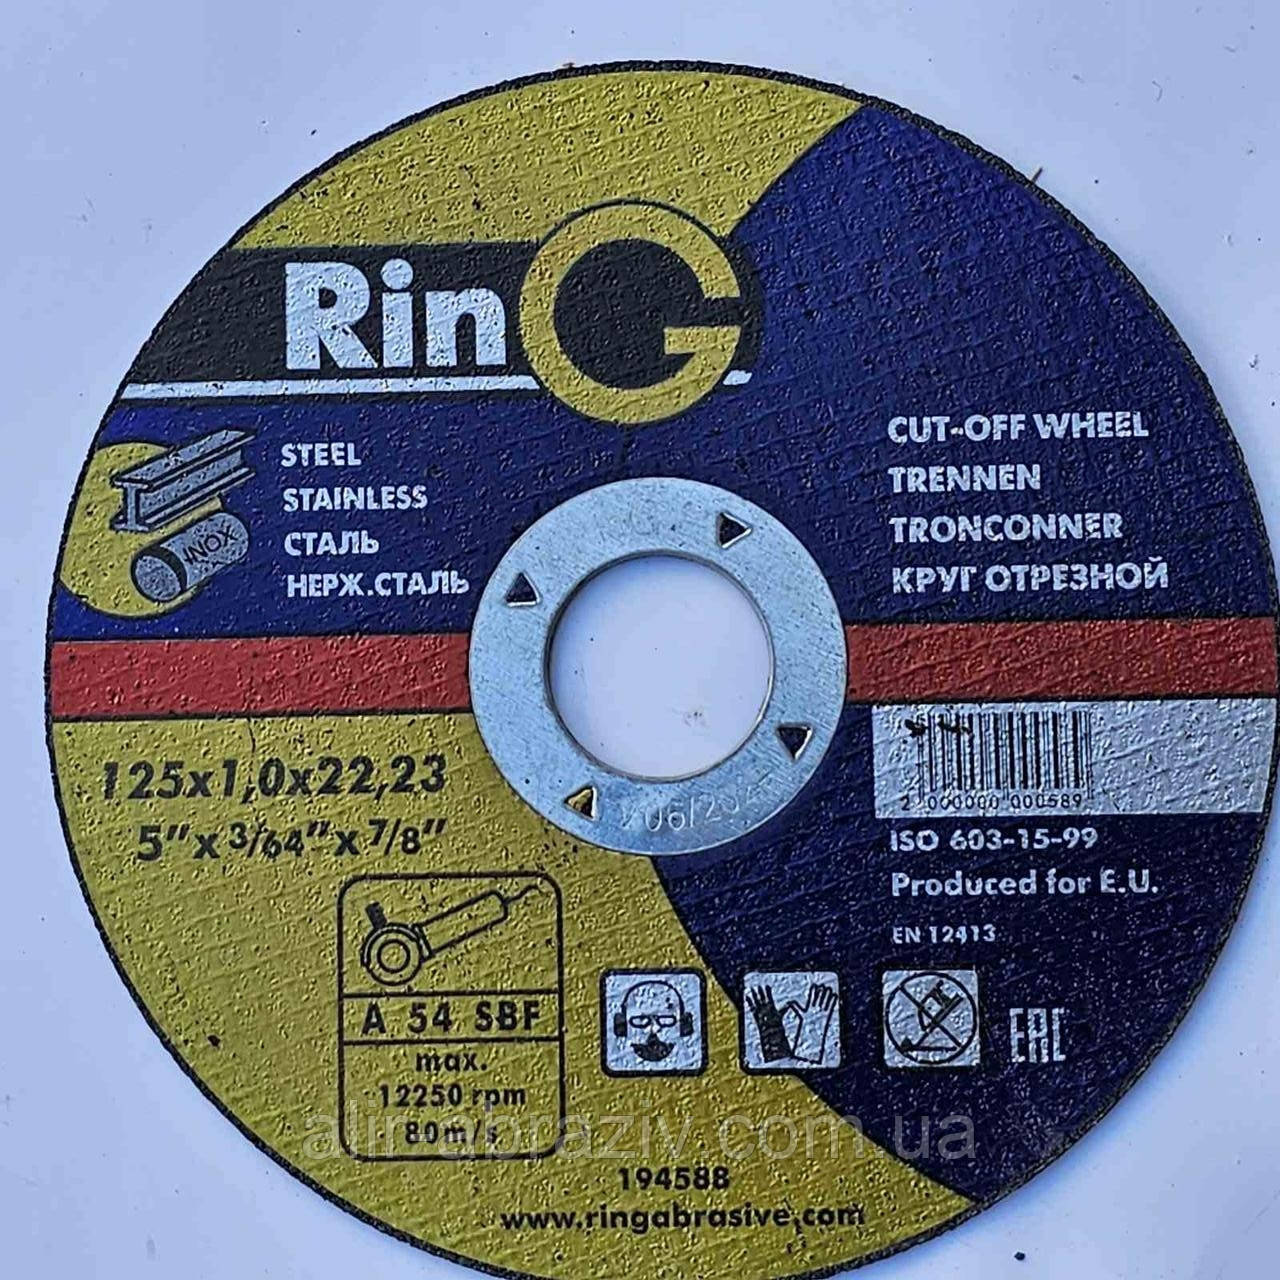 RinG
STEEL
STAINLESS
СТАЛЬ
НЕРЖ.СТАЛЬ
INOX
CUT-OFF WHEEL
TRENNEN
TRONCONNER
КРУГ ОТРЕЗНОЙ
125x1,0x22,23
5"x3/64"x7/8"
2 000000 000589
ISO 603-15-99
Produced for E.U.
EN 12413
A 54 SBF
max.
12250 rpm
80 m/s
EAC
alir-abraziv.com.ua
194588
www.ringabrasive.com